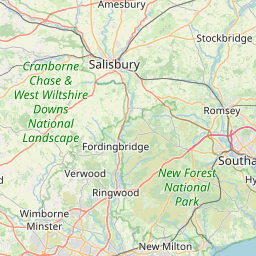 Amesbury
Stockbridge
Salisbury
Cranborne
Chase &
West Wiltshire
Downs
National
Landscape
Romsey
Fordingbridge
Verwood
New Forest
National
Park
Ringwood
Wimborne
Minster
New Milton